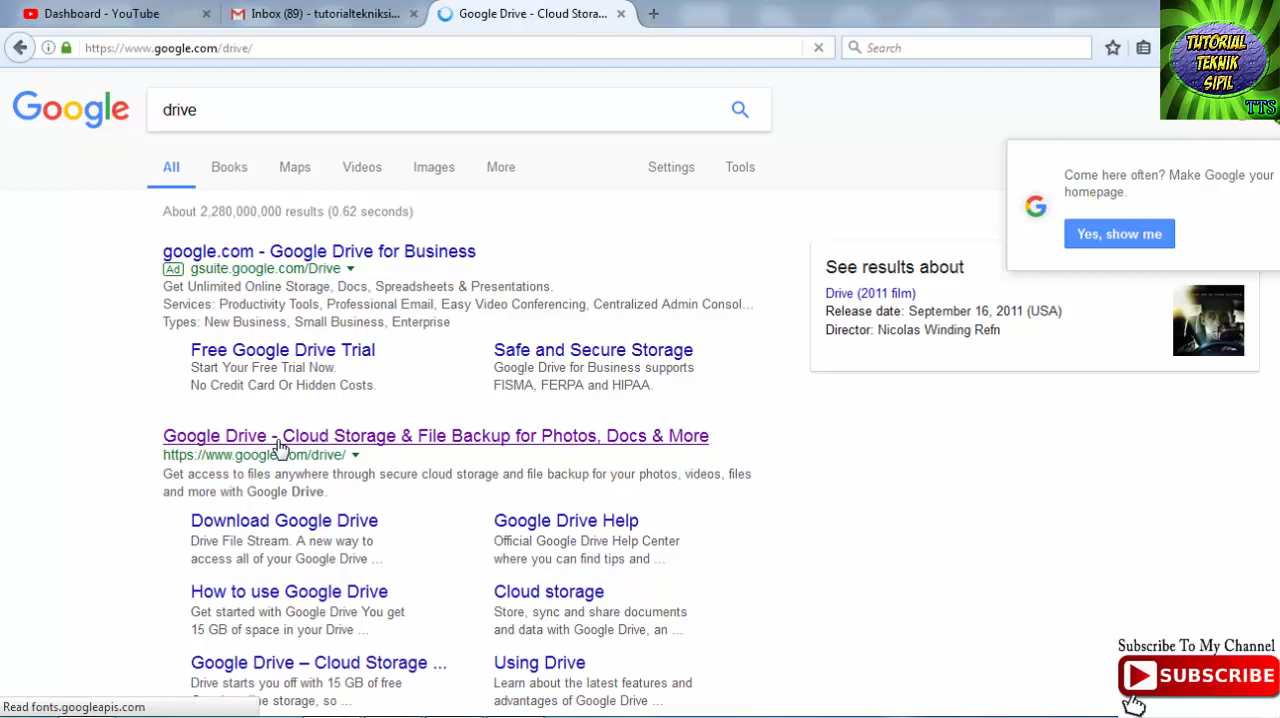 Dashboard - YouTube
Inbox (89) - tutorialtekniksi...
Google Drive - Cloud Stora...
https://www.google.com/drive/
Search
TUTORIAL
TEKNIK
SIPIL
TTS
Google
drive
All Books Maps Videos Images More Settings Tools
Come here often? Make Google your
homepage.
Yes, show me
About 2,280,000,000 results (0.62 seconds)
google.com - Google Drive for Business
Ad gsuite.google.com/Drive
Get Unlimited Online Storage, Docs, Spreadsheets & Presentations.
Services: Productivity Tools, Professional Email, Easy Video Conferencing, Centralized Admin Consol...
Types: New Business, Small Business, Enterprise
Free Google Drive Trial
Start Your Free Trial Now.
No Credit Card Or Hidden Costs.
Safe and Secure Storage
Google Drive for Business supports
FISMA, FERPA and HIPAA.
See results about
Drive (2011 film)
Release date: September 16, 2011 (USA)
Director: Nicolas Winding Refn
Google Drive - Cloud Storage & File Backup for Photos, Docs & More
https://www.google.com/drive/
Get access to files anywhere through secure cloud storage and file backup for your photos, videos, files
and more with Google Drive.
Download Google Drive
Drive File Stream. A new way to
access all of your Google Drive ...
Google Drive Help
Official Google Drive Help Center
where you can find tips and ...
How to use Google Drive
Get started with Google Drive You get
15 GB of space in your Drive ...
Cloud storage
Store, sync and share documents
and data with Google Drive, an ...
Google Drive – Cloud Storage ...
Drive starts you off with 15 GB of free
storage, so ...
Using Drive
Learn about the latest features and
advantages of Google Drive ...
Read fonts.googleapis.com
Subscribe To My Channel
SUBSCRIBE